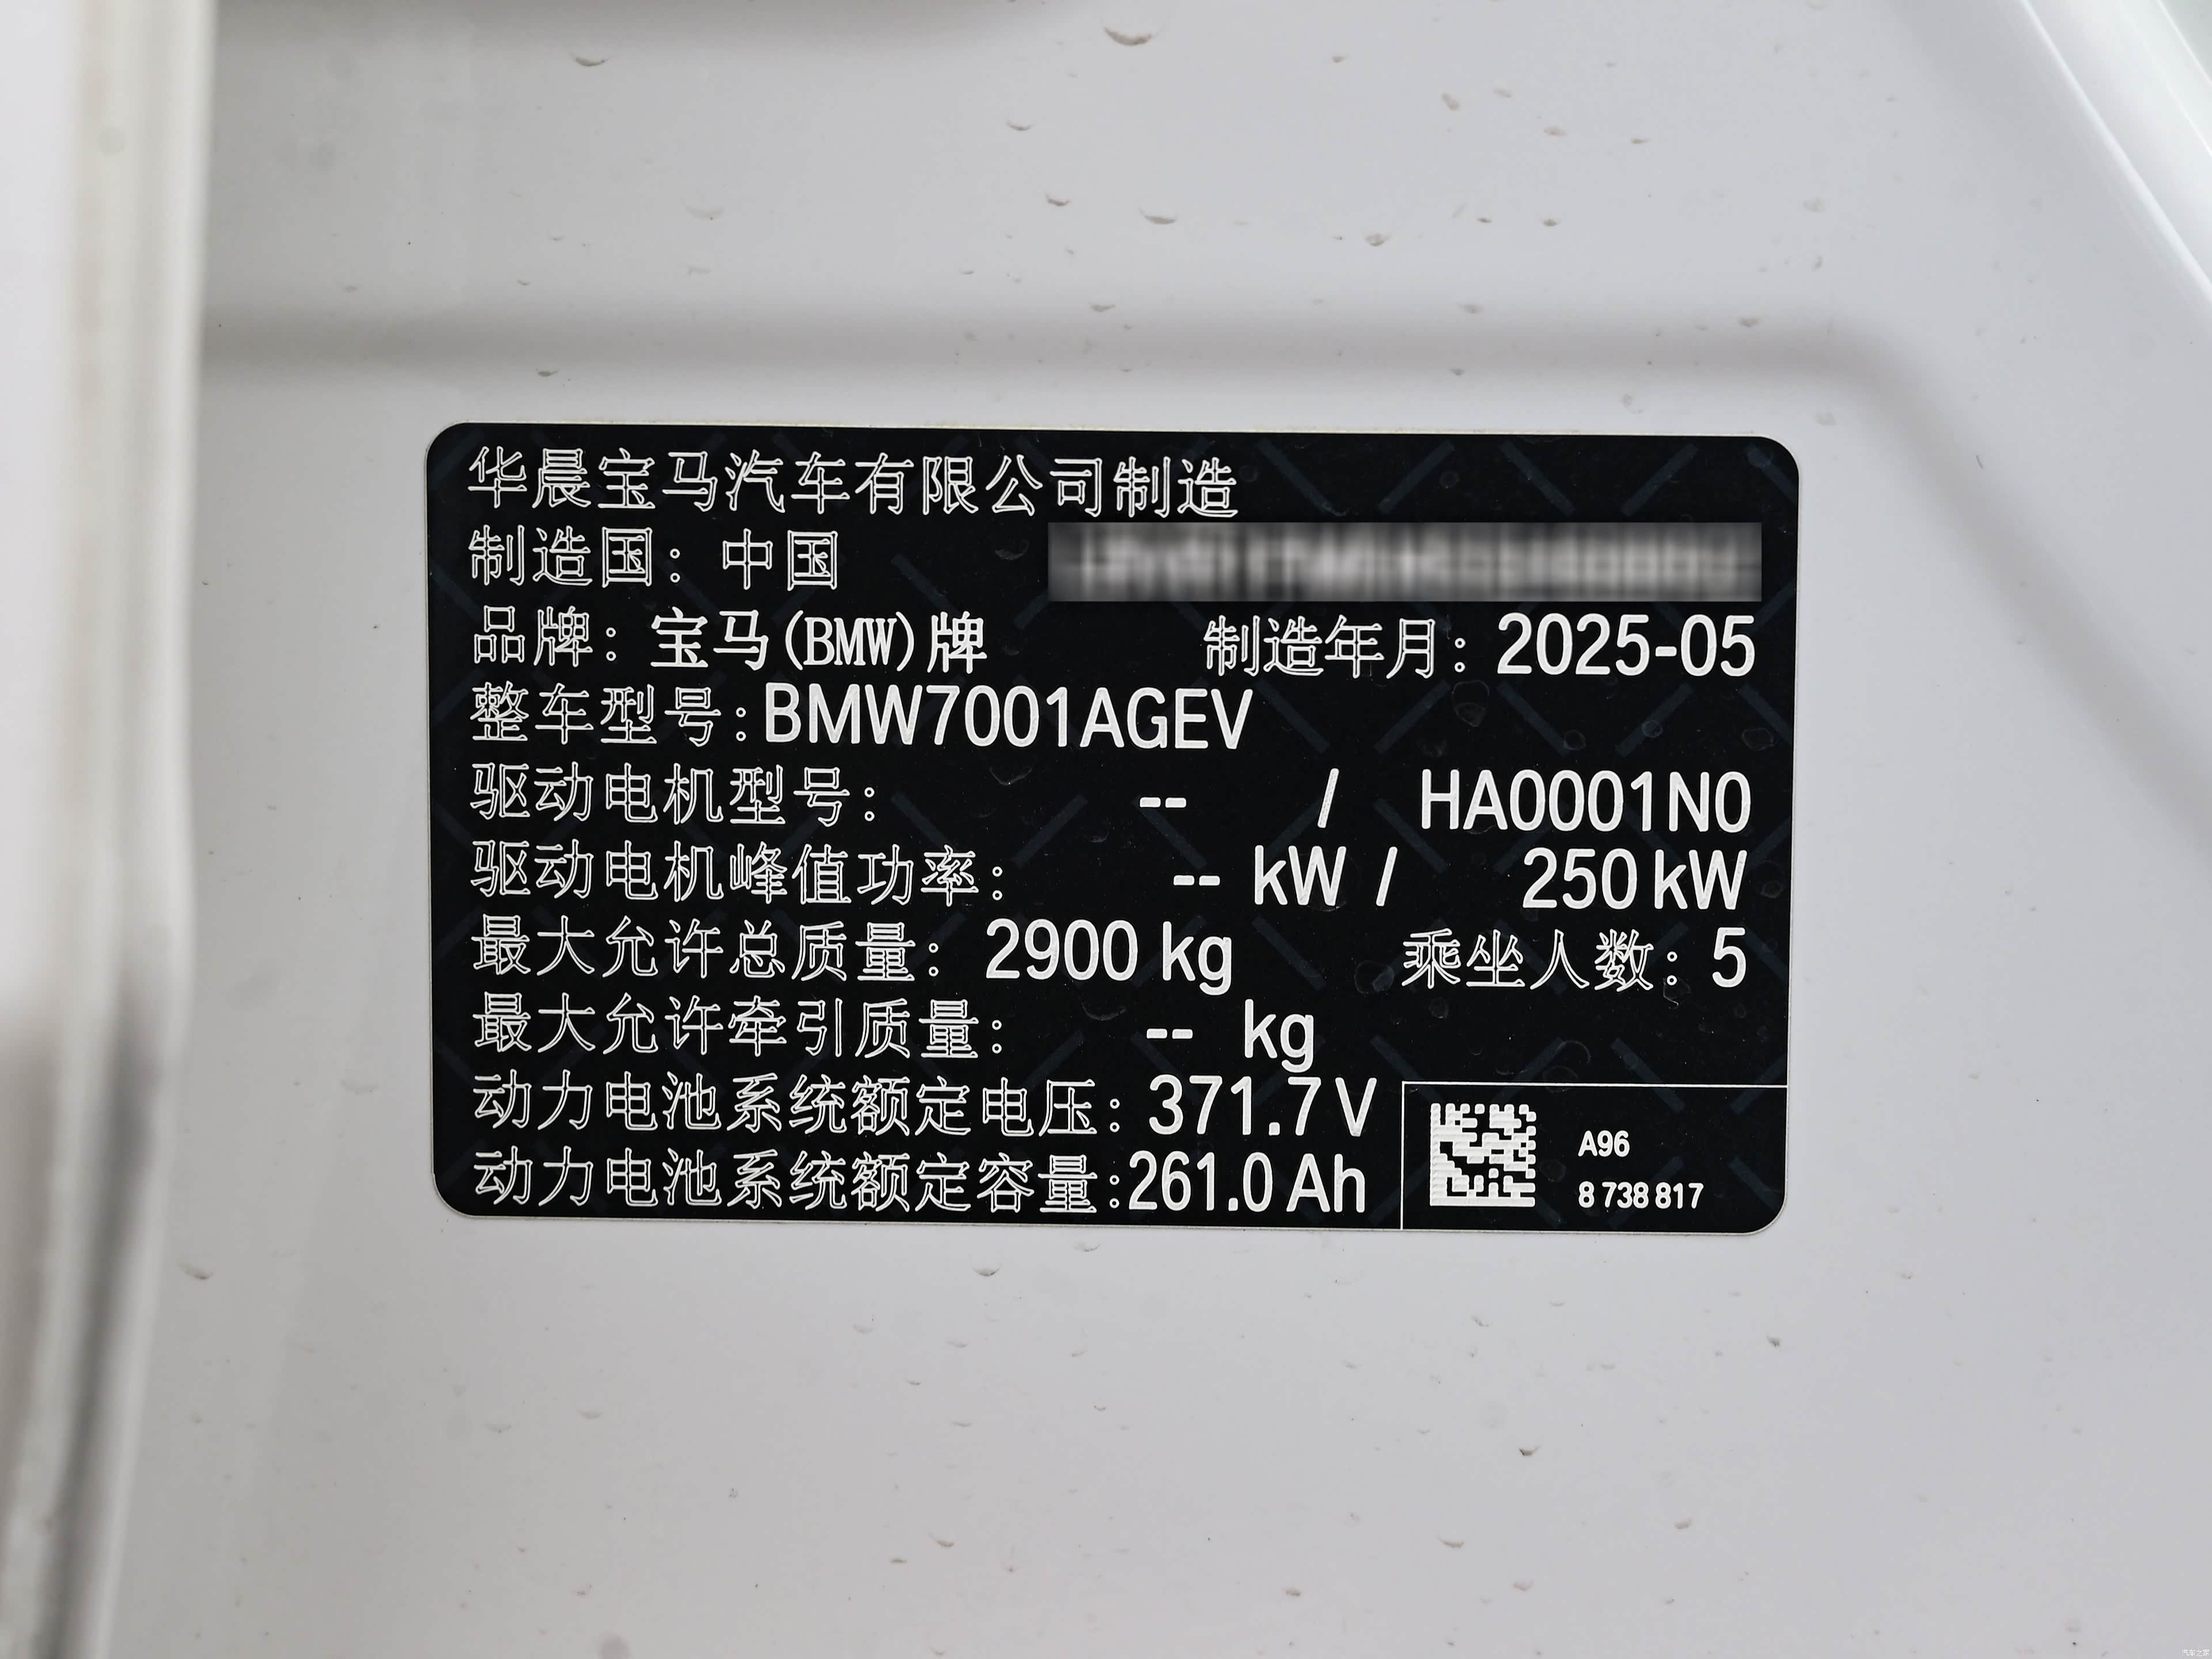 华晨宝马汽车有限公司制造
制造国：中国
品牌：宝马(BMW)牌 制造年月：2025-05
整车型号:BMW7001AGEV
驱动电机型号： -- / HA0001N0
驱动电机峰值功率： -- kW / 250 kW
最大允许总质量：2900 kg 乘坐人数：5
最大允许牵引质量： -- kg
动力电池系统额定电压：371.7 V
动力电池系统额定容量:261.0 Ah
A96
8 738 817
汽车之家